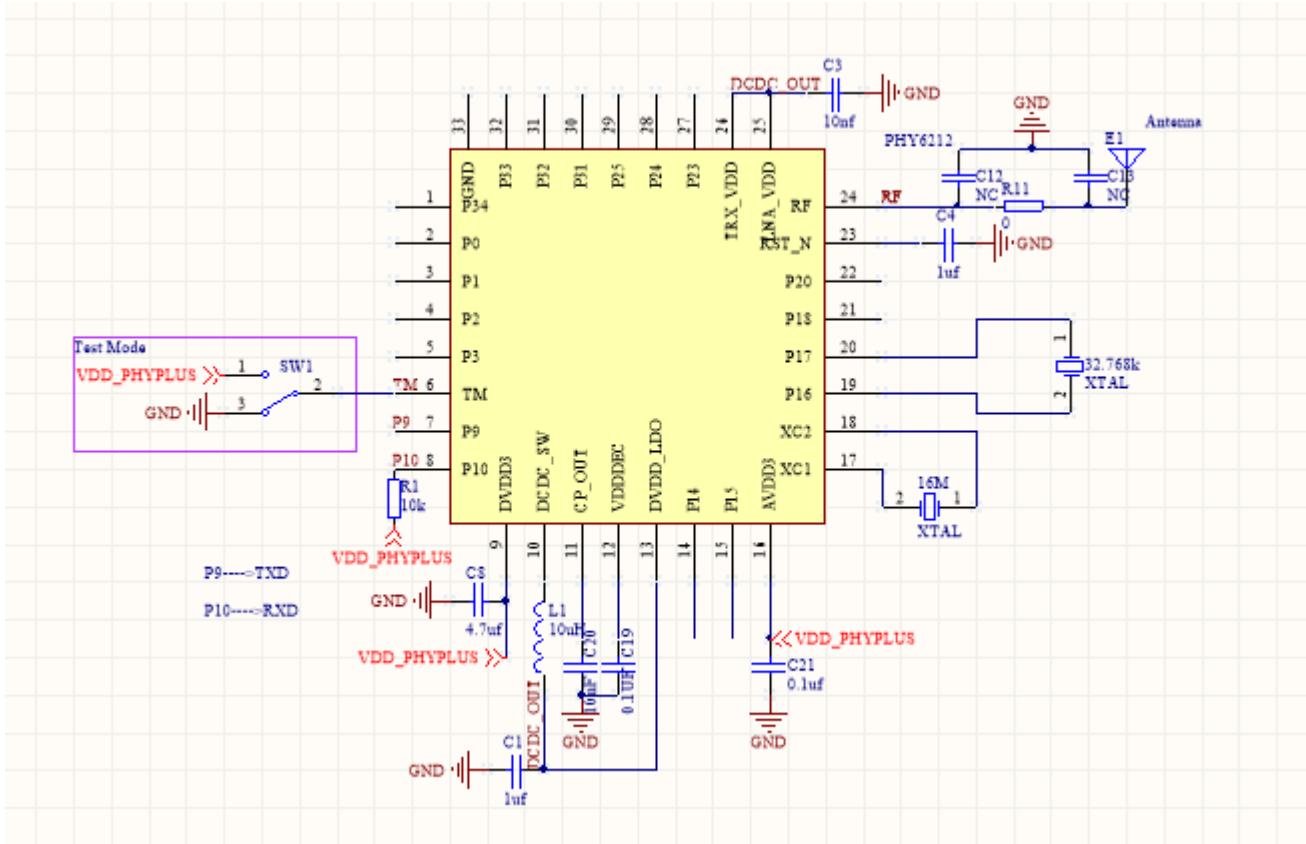 C3
DCDC_OUT
GND
10nf
GND
Antenna
PHY6212
E1
33
32
31
30
29
28
27
26
25
GND
P33
P32
P31
P30
P25
P24
P23
TRX_VDD
LNA_VDD
C12
NC
C13
NC
R11
0
1
P34
RF
24
RF
C4
2
P0
RST_N
23
GND
1uf
3
P1
P20
22
4
P2
P18
21
Test Mode
VDD_PHYPLUS
1
SW1
5
P3
P17
20
1
32.768k
XTAL
2
2
TM
6
TM
P16
19
GND
3
P9
7
P9
XC2
18
P10
8
P10
XC1
17
DVDD3
DCDC_SW
CP_OUT
VDDDEC
DVDD_LDO
P14
P15
AVDD3
R1
10k
16M
2
1
XTAL
VDD_PHYPLUS
9
10
11
12
13
14
15
16
P9---->TXD
P10---->RXD
C8
GND
4.7uf
L1
10uH
C20
C19
0.1UF
VDD_PHYPLUS
VDD_PHYPLUS
C21
0.1uf
DCDC_OUT
GND
GND
GND
C1
1uf